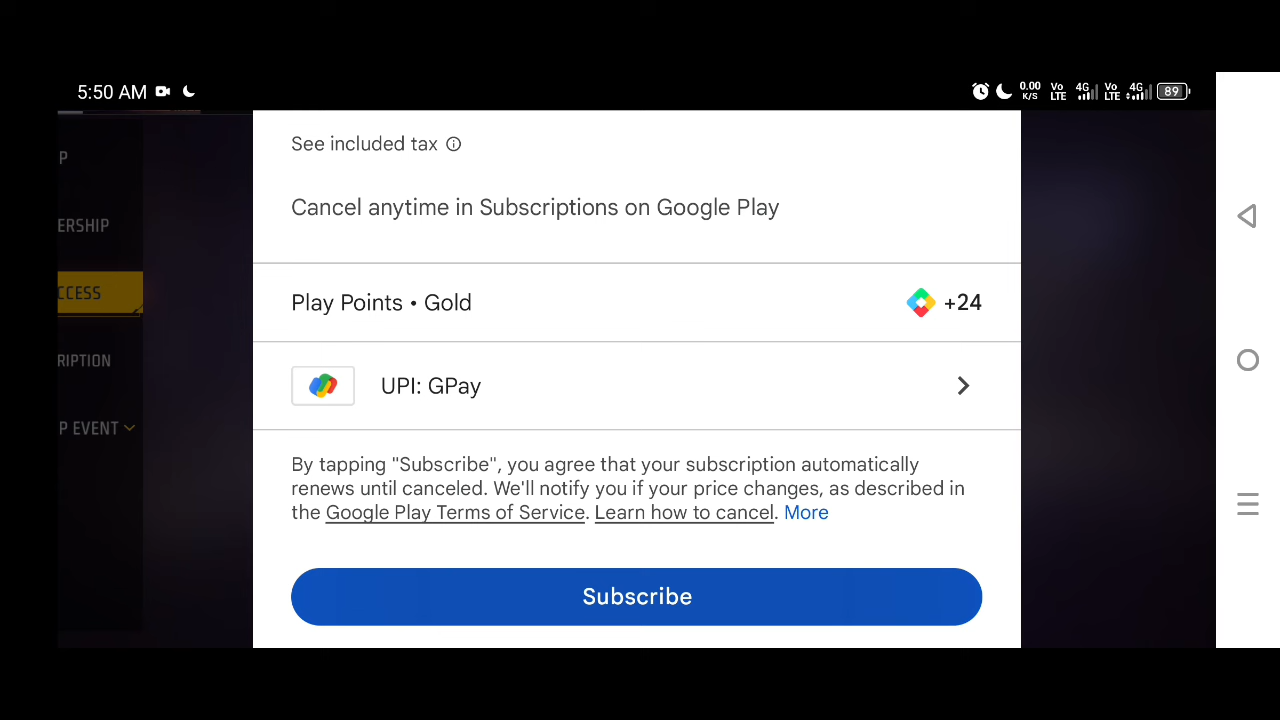 5:50 AM
0.00
K/S
Vo
LTE
4G
Vo
LTE
4G
89
See included tax
Cancel anytime in Subscriptions on Google Play
Play Points • Gold
+24
UPI: GPay
By tapping "Subscribe", you agree that your subscription automatically
renews until canceled. We'll notify you if your price changes, as described in
the Google Play Terms of Service. Learn how to cancel. More
Subscribe
P
ERSHIP
CCESS
RIPTION
P EVENT